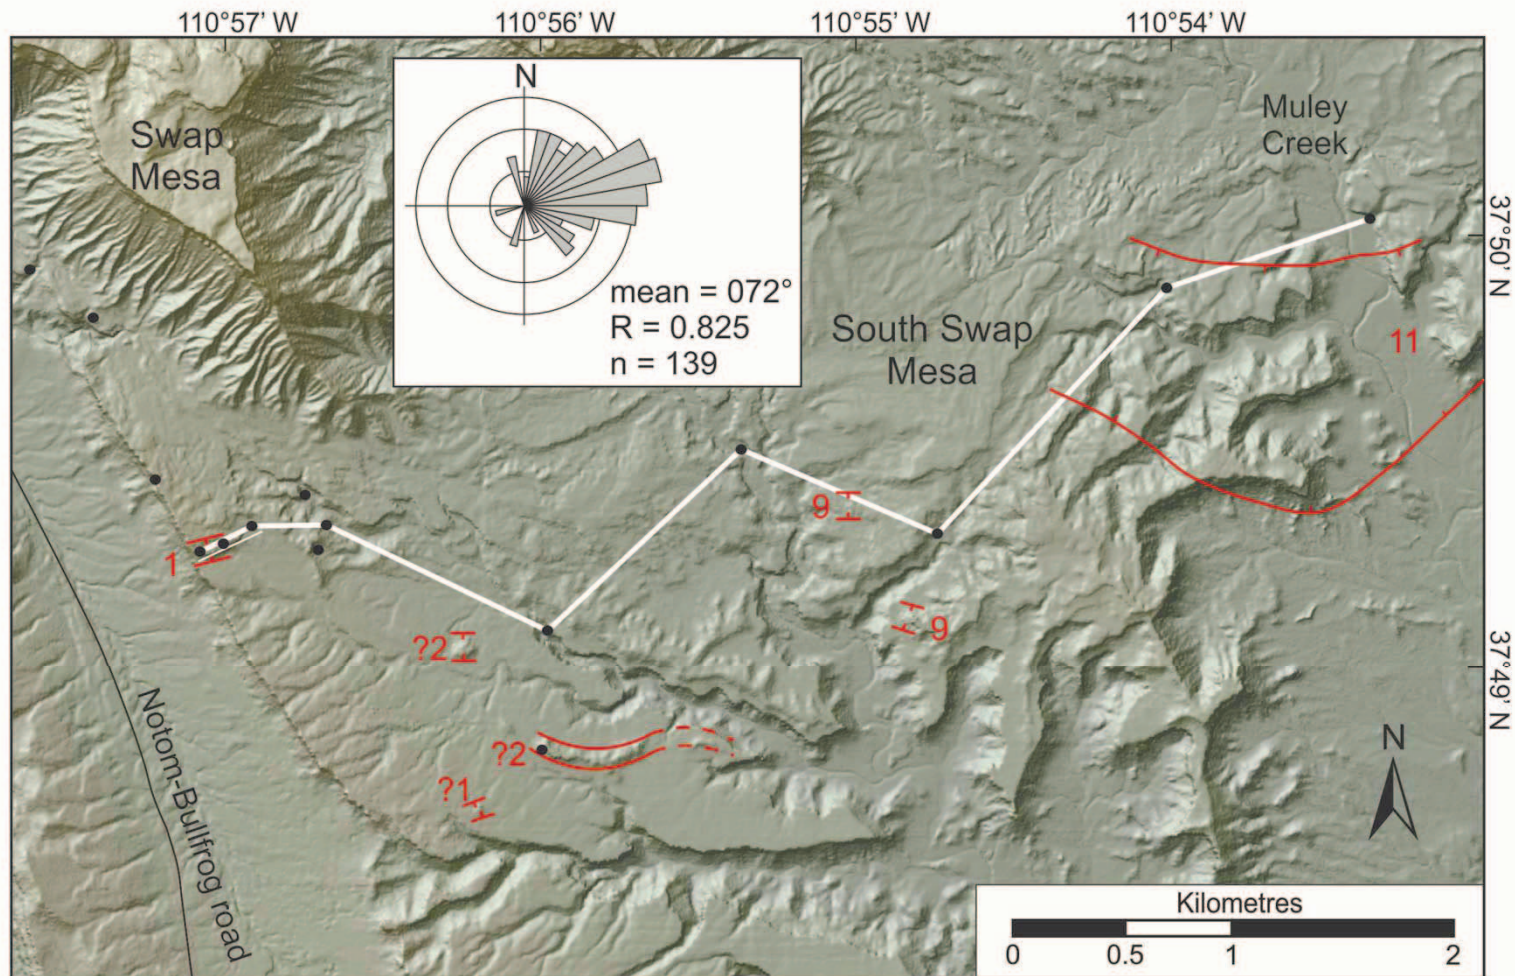 110°57' W 110°56' W 110°55' W 110°54' W
Swap
Mesa
N
mean = 072°
R = 0.825
n = 139
Muley
Creek
37°50' N
South Swap
Mesa
11
9
1
9
?2
37°49' N
?2
?1
Notom-Bullfrog road
N
Kilometres
0 0.5 1 2